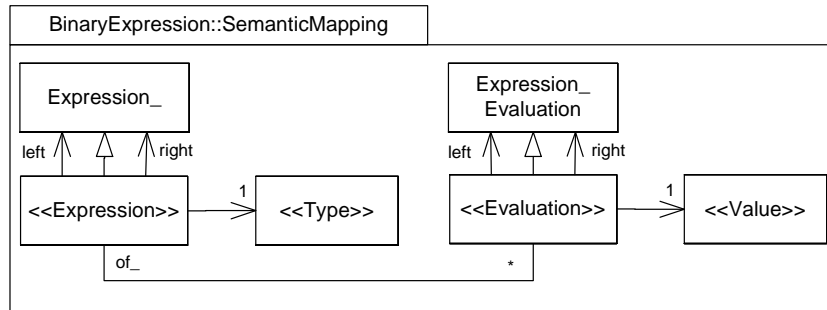 BinaryExpression::SemanticMapping
Expression_
Expression_
Evaluation
left
right
left
right
<<Expression>>
1
<<Type>>
<<Evaluation>>
1
<<Value>>
of_
*